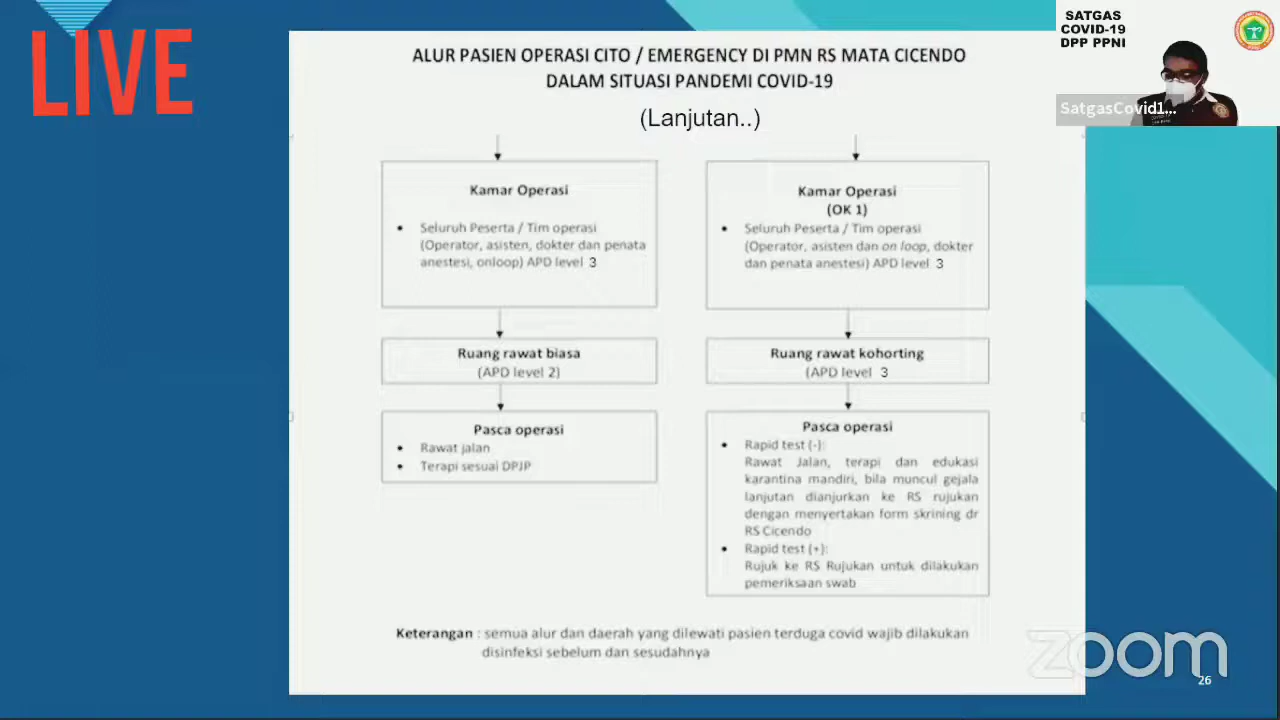 LIVE
SATGAS
COVID-19
DPP PPNI
SatgasCovid1...
ALUR PASIEN OPERASI CITO / EMERGENCY DI PMN RS MATA CICENDO
DALAM SITUASI PANDEMI COVID-19
(Lanjutan..)
Kamar Operasi
• Seluruh Peserta / Tim operasi
(Operator, asisten, dokter dan penata
anestesi, onloop) APD level 3
Ruang rawat biasa
(APD level 2)
Pasca operasi
• Rawat jalan
• Terapi sesuai DPJP
Kamar Operasi
(OK 1)
• Seluruh Peserta / Tim operasi
(Operator, asisten dan on loop, dokter
dan penata anestesi) APD level 3
Ruang rawat kohorting
(APD level 3
Pasca operasi
• Rapid test (-):
Rawat Jalan, terapi dan edukasi
karantina mandiri, bila muncul gejala
lanjutan dianjurkan ke RS rujukan
dengan menyertakan form skrining dr
RS Cicendo
• Rapid test (+):
Rujuk ke RS Rujukan untuk dilakukan
pemeriksaan swab
Keterangan : semua alur dan daerah yang dilewati pasien terduga covid wajib dilakukan
disinfeksi sebelum dan sesudahnya
zoom
26